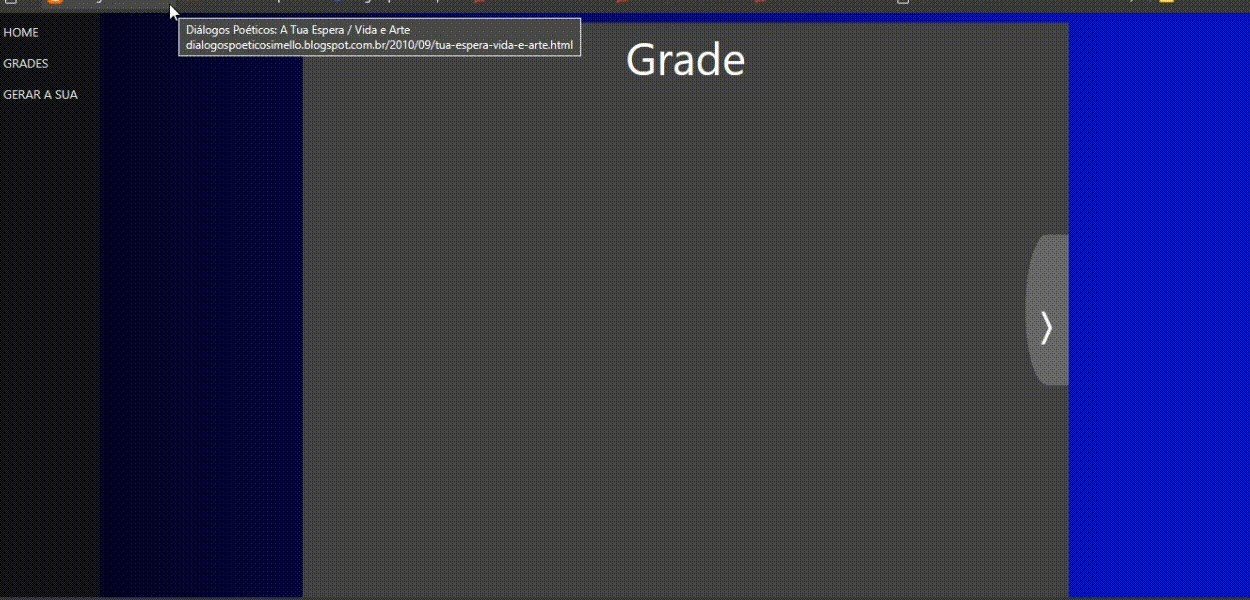 Diálogos Poéticos: A Tua Espera / Vida e Arte
dialogospoeticosimello.blogspot.com.br/2010/09/tua-espera-vida-e-arte.html
HOME
GRADES
GERAR A SUA
Grade